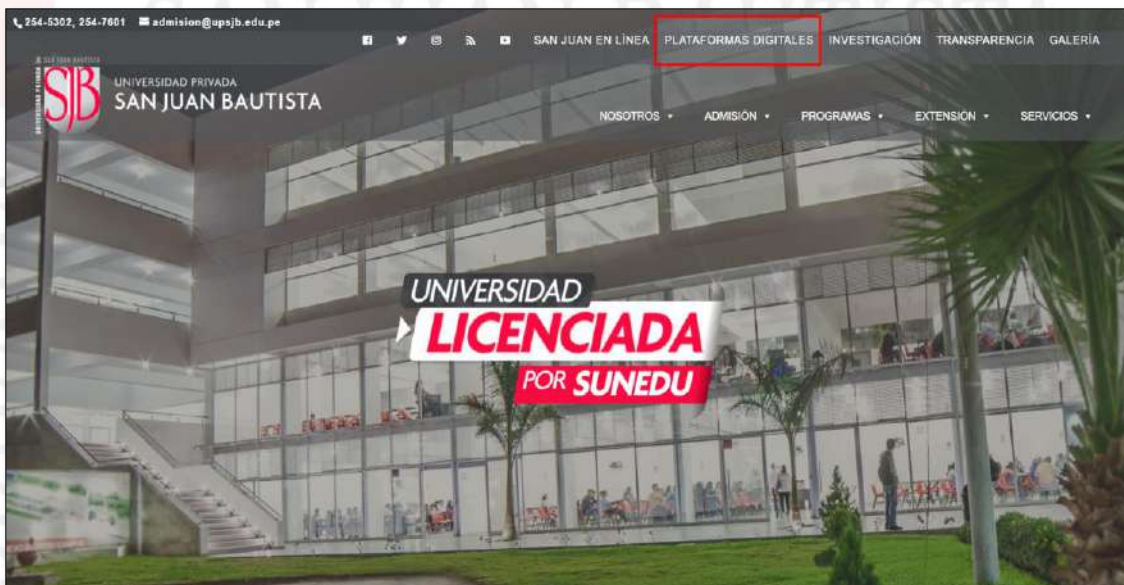 254-5302, 254-7601 admision@upsjb.edu.pe
SAN JUAN EN LÍNEA PLATAFORMAS DIGITALES INVESTIGACIÓN TRANSPARENCIA GALERÍA
SJB
UNIVERSIDAD PRIVADA
SAN JUAN BAUTISTA
NOSOTROS ADMISIÓN PROGRAMAS EXTENSIÓN SERVICIOS
UNIVERSIDAD
LICENCIADA
POR SUNEDU